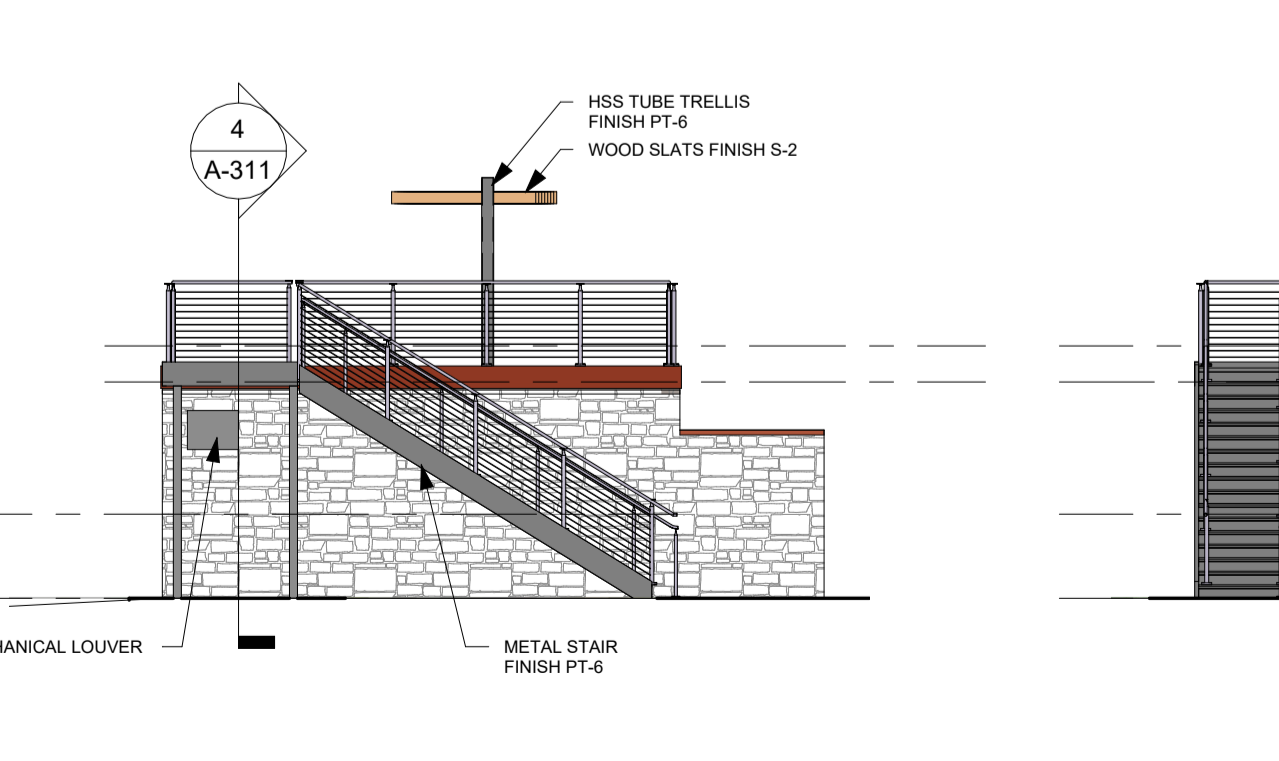 4
A-311
HSS TUBE TRELLIS
FINISH PT-6
WOOD SLATS FINISH S-2
HANICAL LOUVER
METAL STAIR
FINISH PT-6